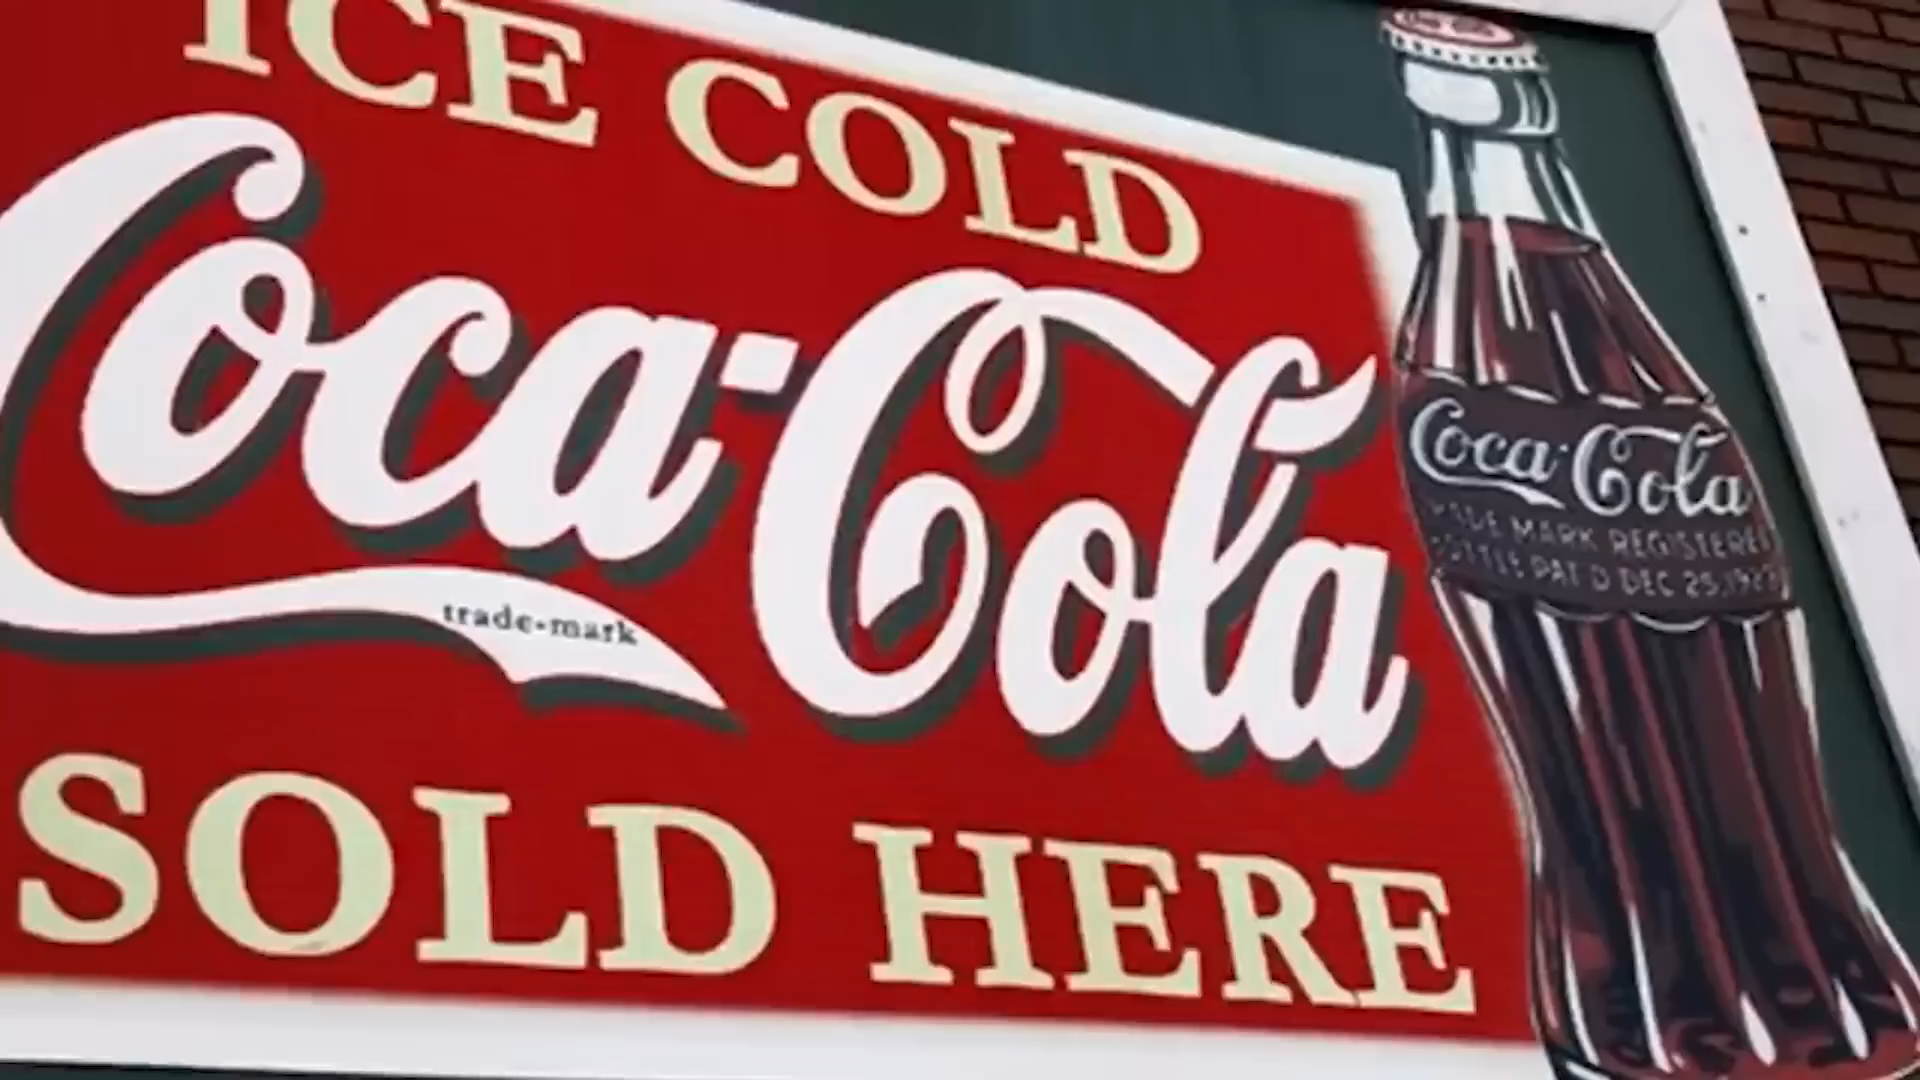 ICE COLD
Coca-Cola
trade-mark
SOLD HERE
Coca-Cola
TRADE MARK REGISTERED
BOTTLE PAT'D DEC 25, 1923